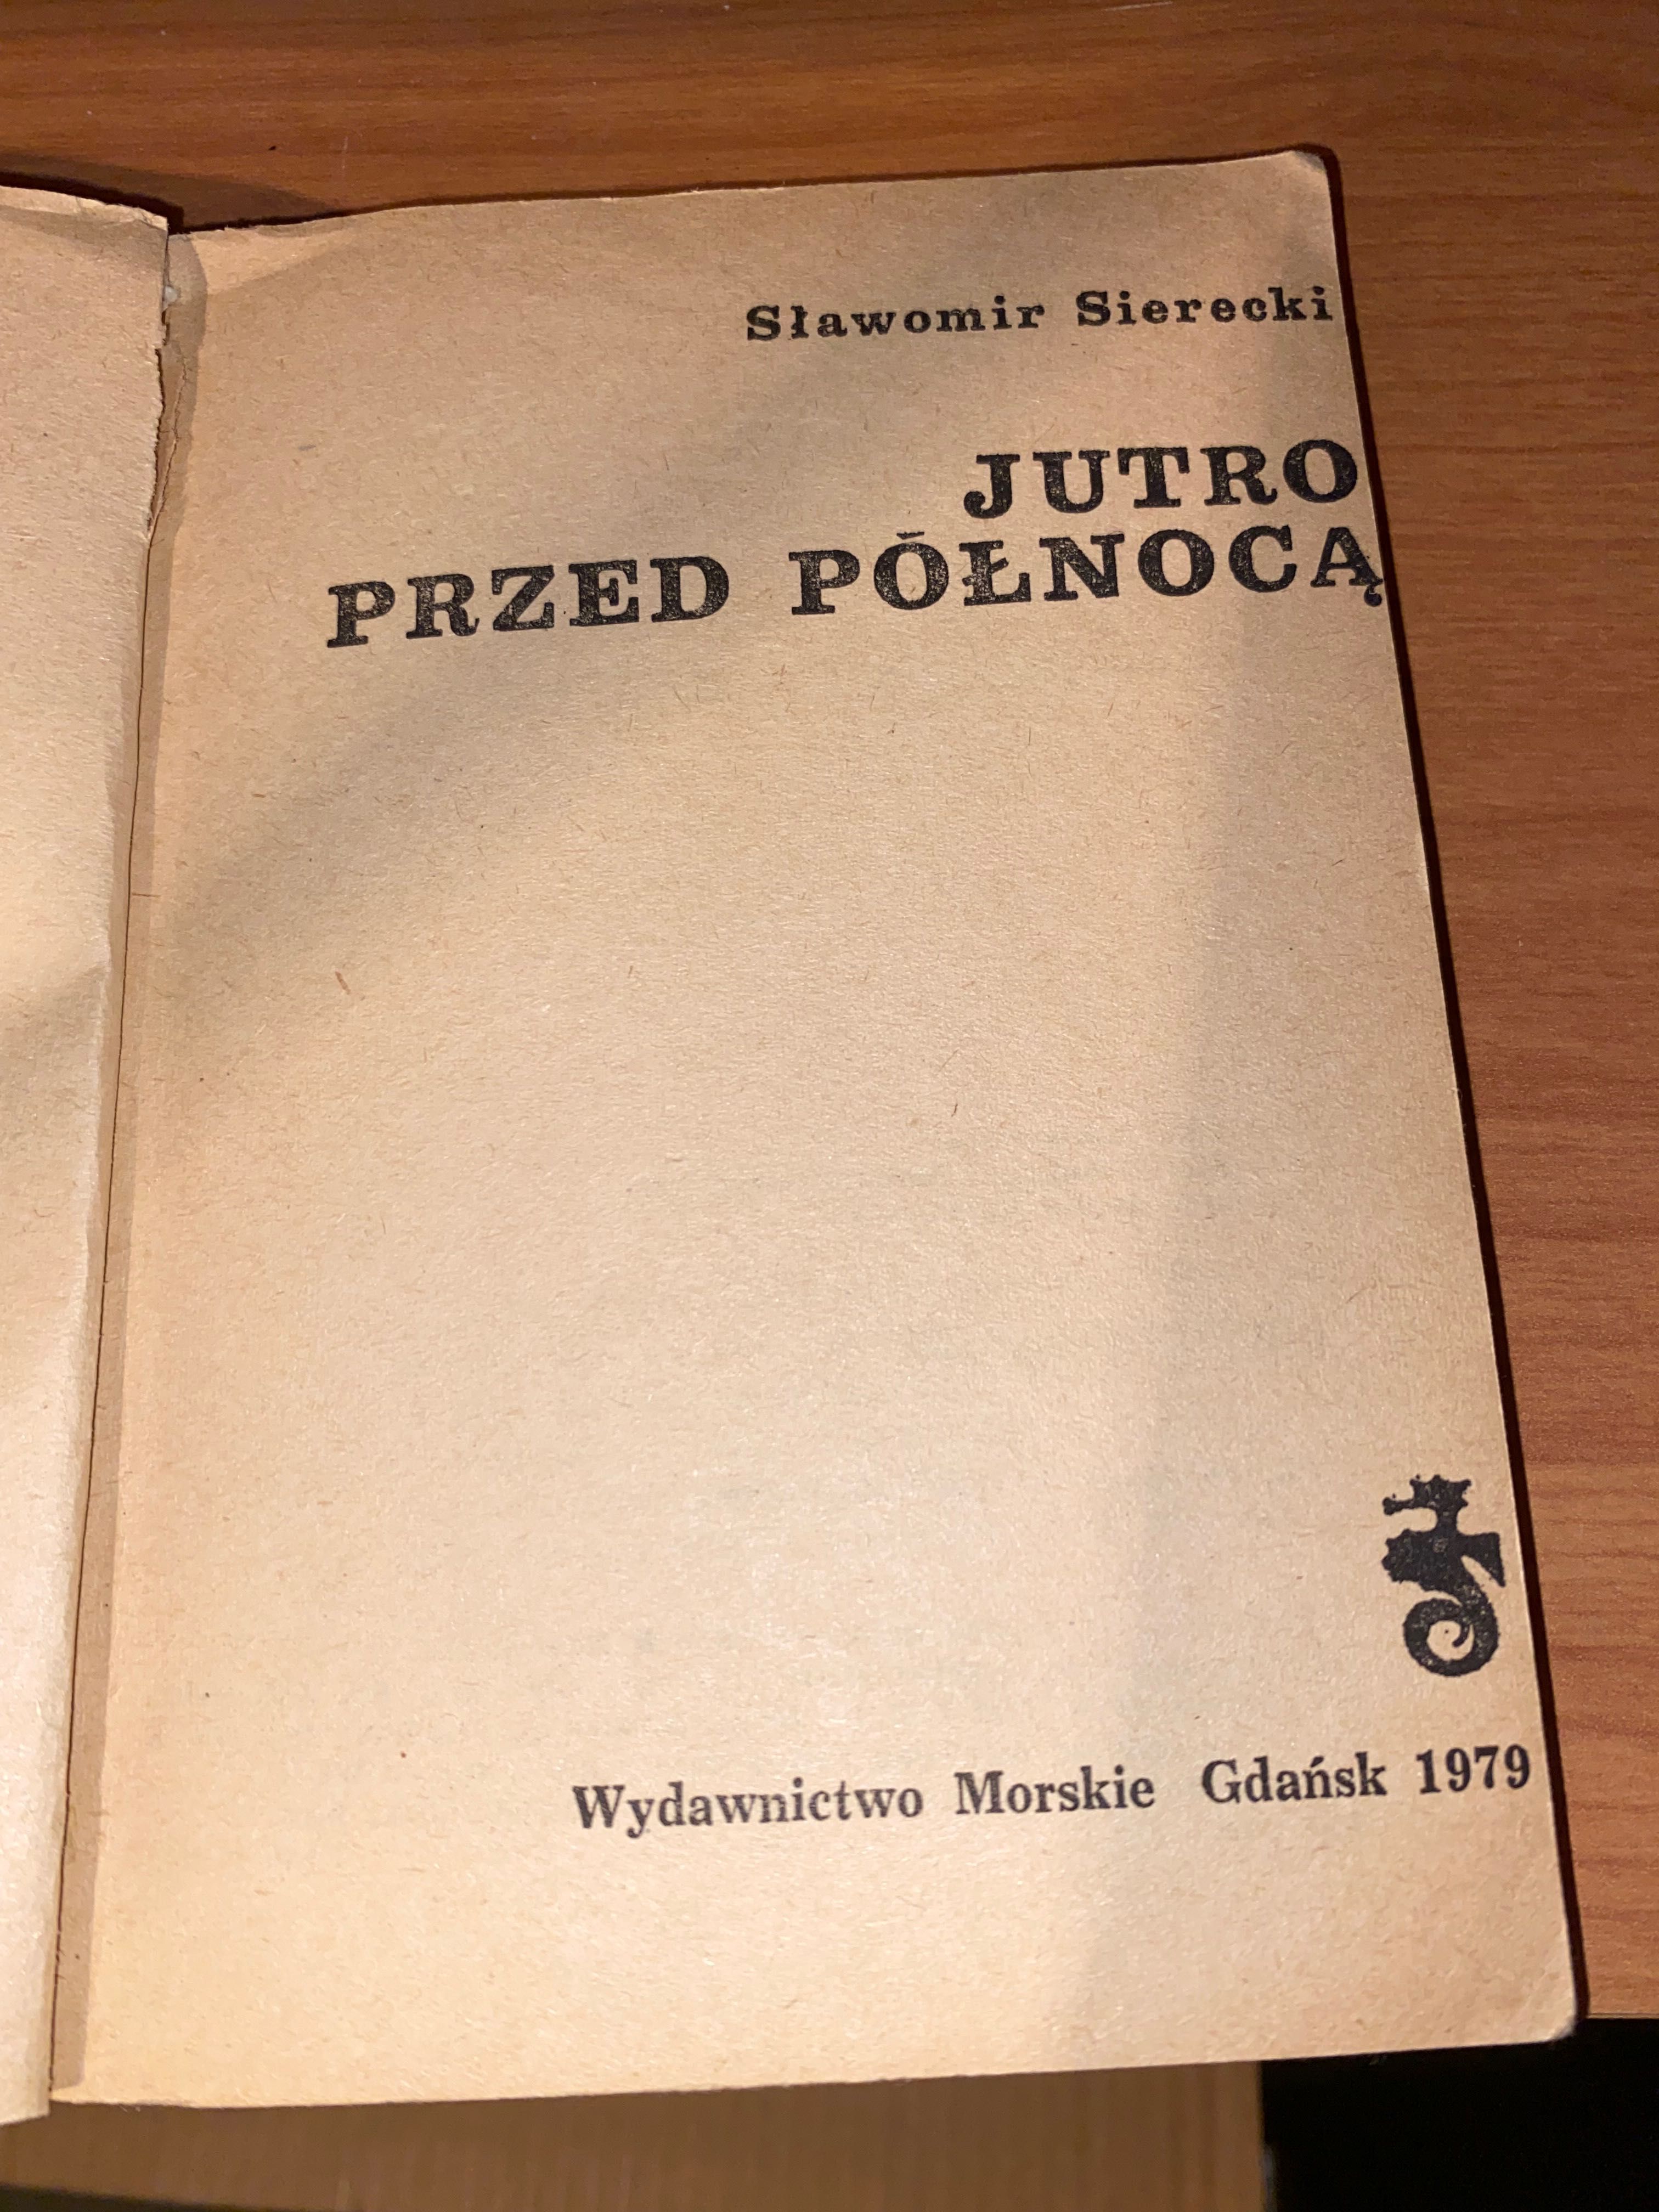 Sławomir Sierecki
JUTRO
PRZED PÓŁNOCĄ
Wydawnictwo Morskie Gdańsk 1979